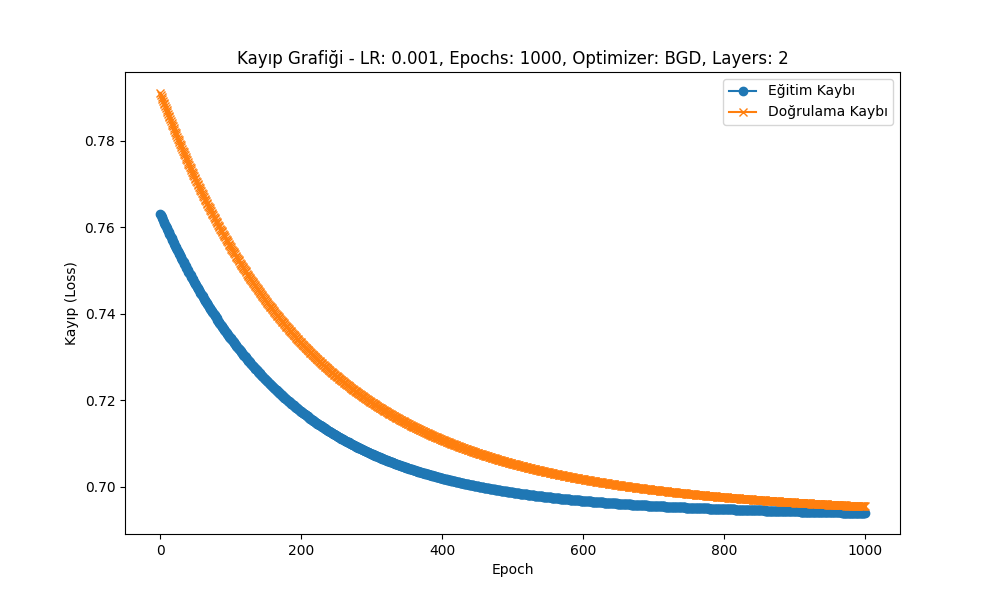 Kayıp Grafiği - LR: 0.001, Epochs: 1000, Optimizer: BGD, Layers: 2
Eğitim Kaybı
Doğrulama Kaybı
Kayıp (Loss)
0.78
0.76
0.74
0.72
0.70
0 200 400 600 800 1000
Epoch